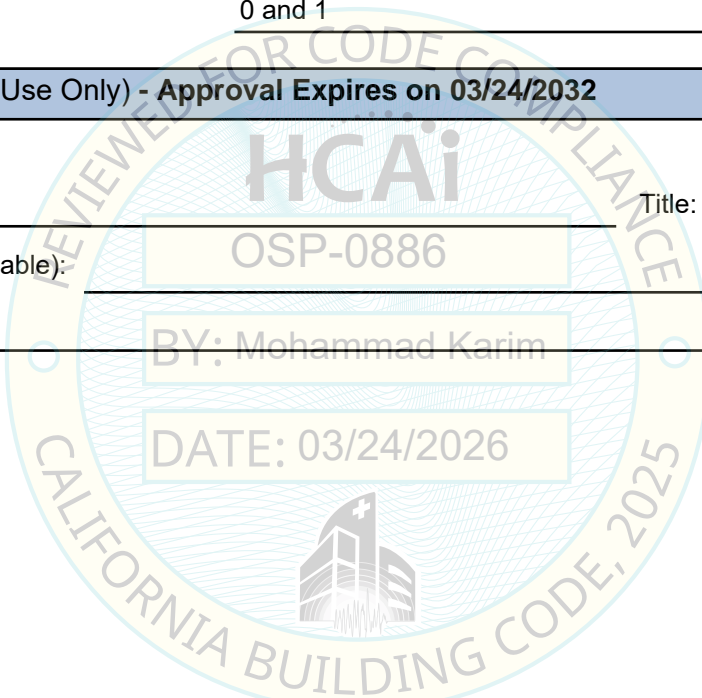 0 and 1
Use Only) - Approval Expires on 03/24/2032
REVIEWED FOR CODE COMPLIANCE
HCAi
Title:
OSP-0886
able):
BY: Mohammad Karim
DATE: 03/24/2026
CALIFORNIA BUILDING CODE, 2025